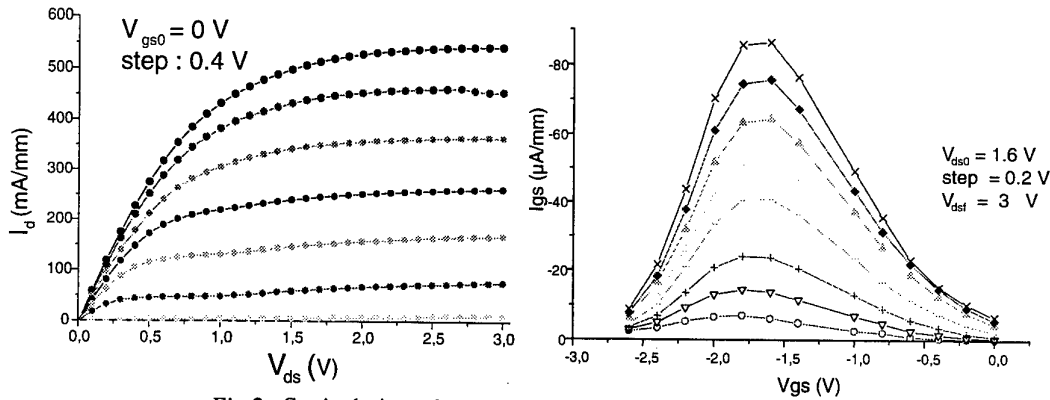 600
500
400
300
200
100
0
I_d (mA/mm)
V_gs0 = 0 V
step : 0.4 V
0,0 0,5 1,0 1,5 2,0 2,5 3,0
V_ds (V)
-80
-60
-40
-20
0
Igs (µA/mm)
V_ds0 = 1.6 V
step = 0.2 V
V_dsf = 3 V
-3,0 -2,5 -2,0 -1,5 -1,0 -0,5 0,0
Vgs (V)